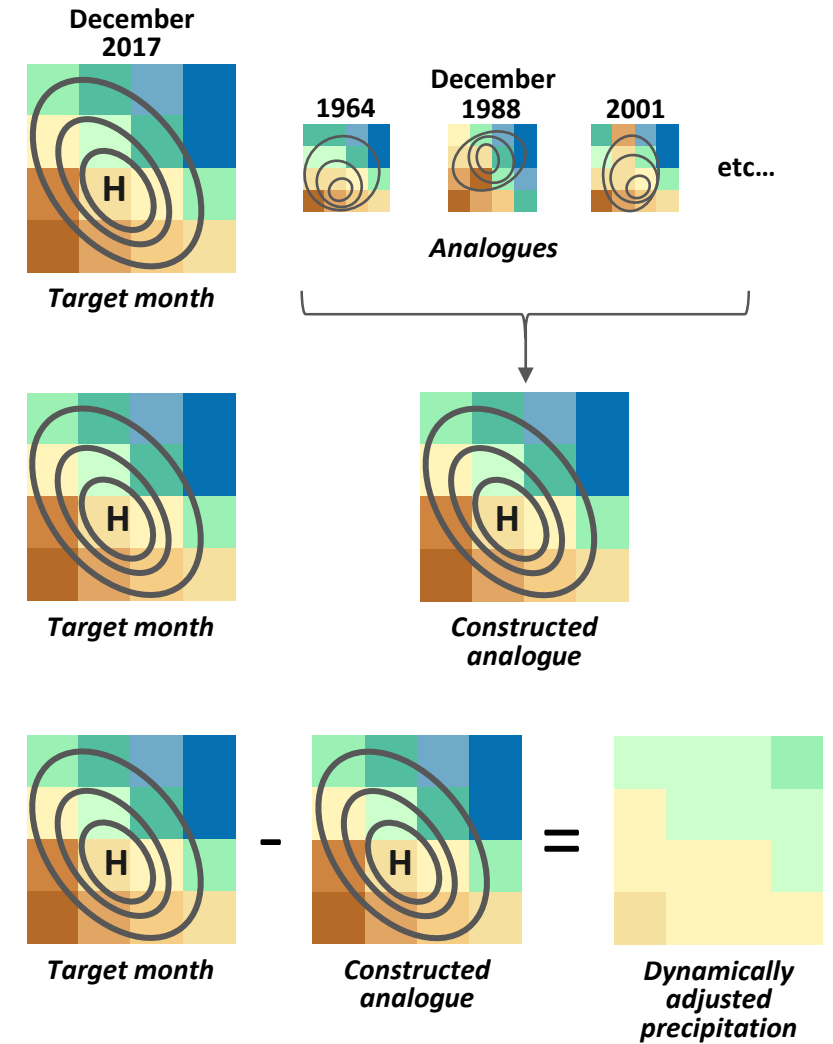 December
2017
H
Target month
December
1964
1988
2001
etc...
Analogues
H
Target month
H
Constructed
analogue
H
Target month
-
H
Constructed
analogue
=
Dynamically
adjusted
precipitation